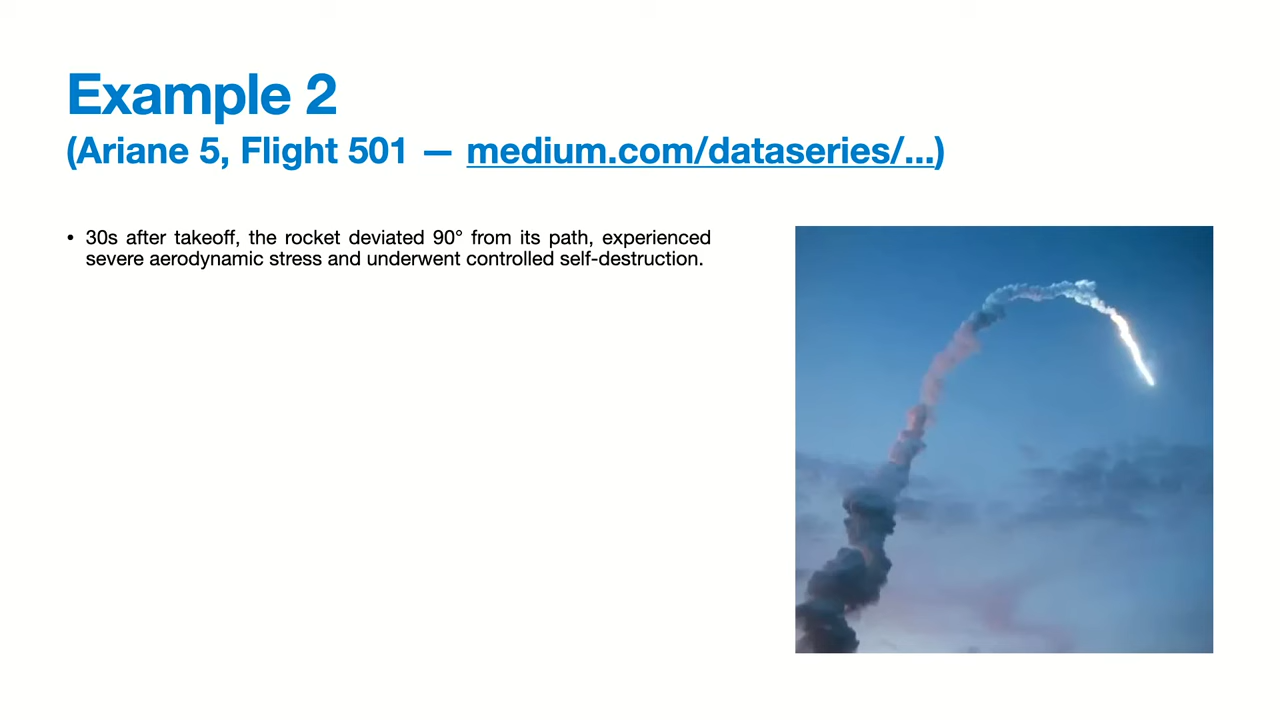 Example 2
(Ariane 5, Flight 501 — medium.com/dataseries/...)
• 30s after takeoff, the rocket deviated 90° from its path, experienced
severe aerodynamic stress and underwent controlled self-destruction.